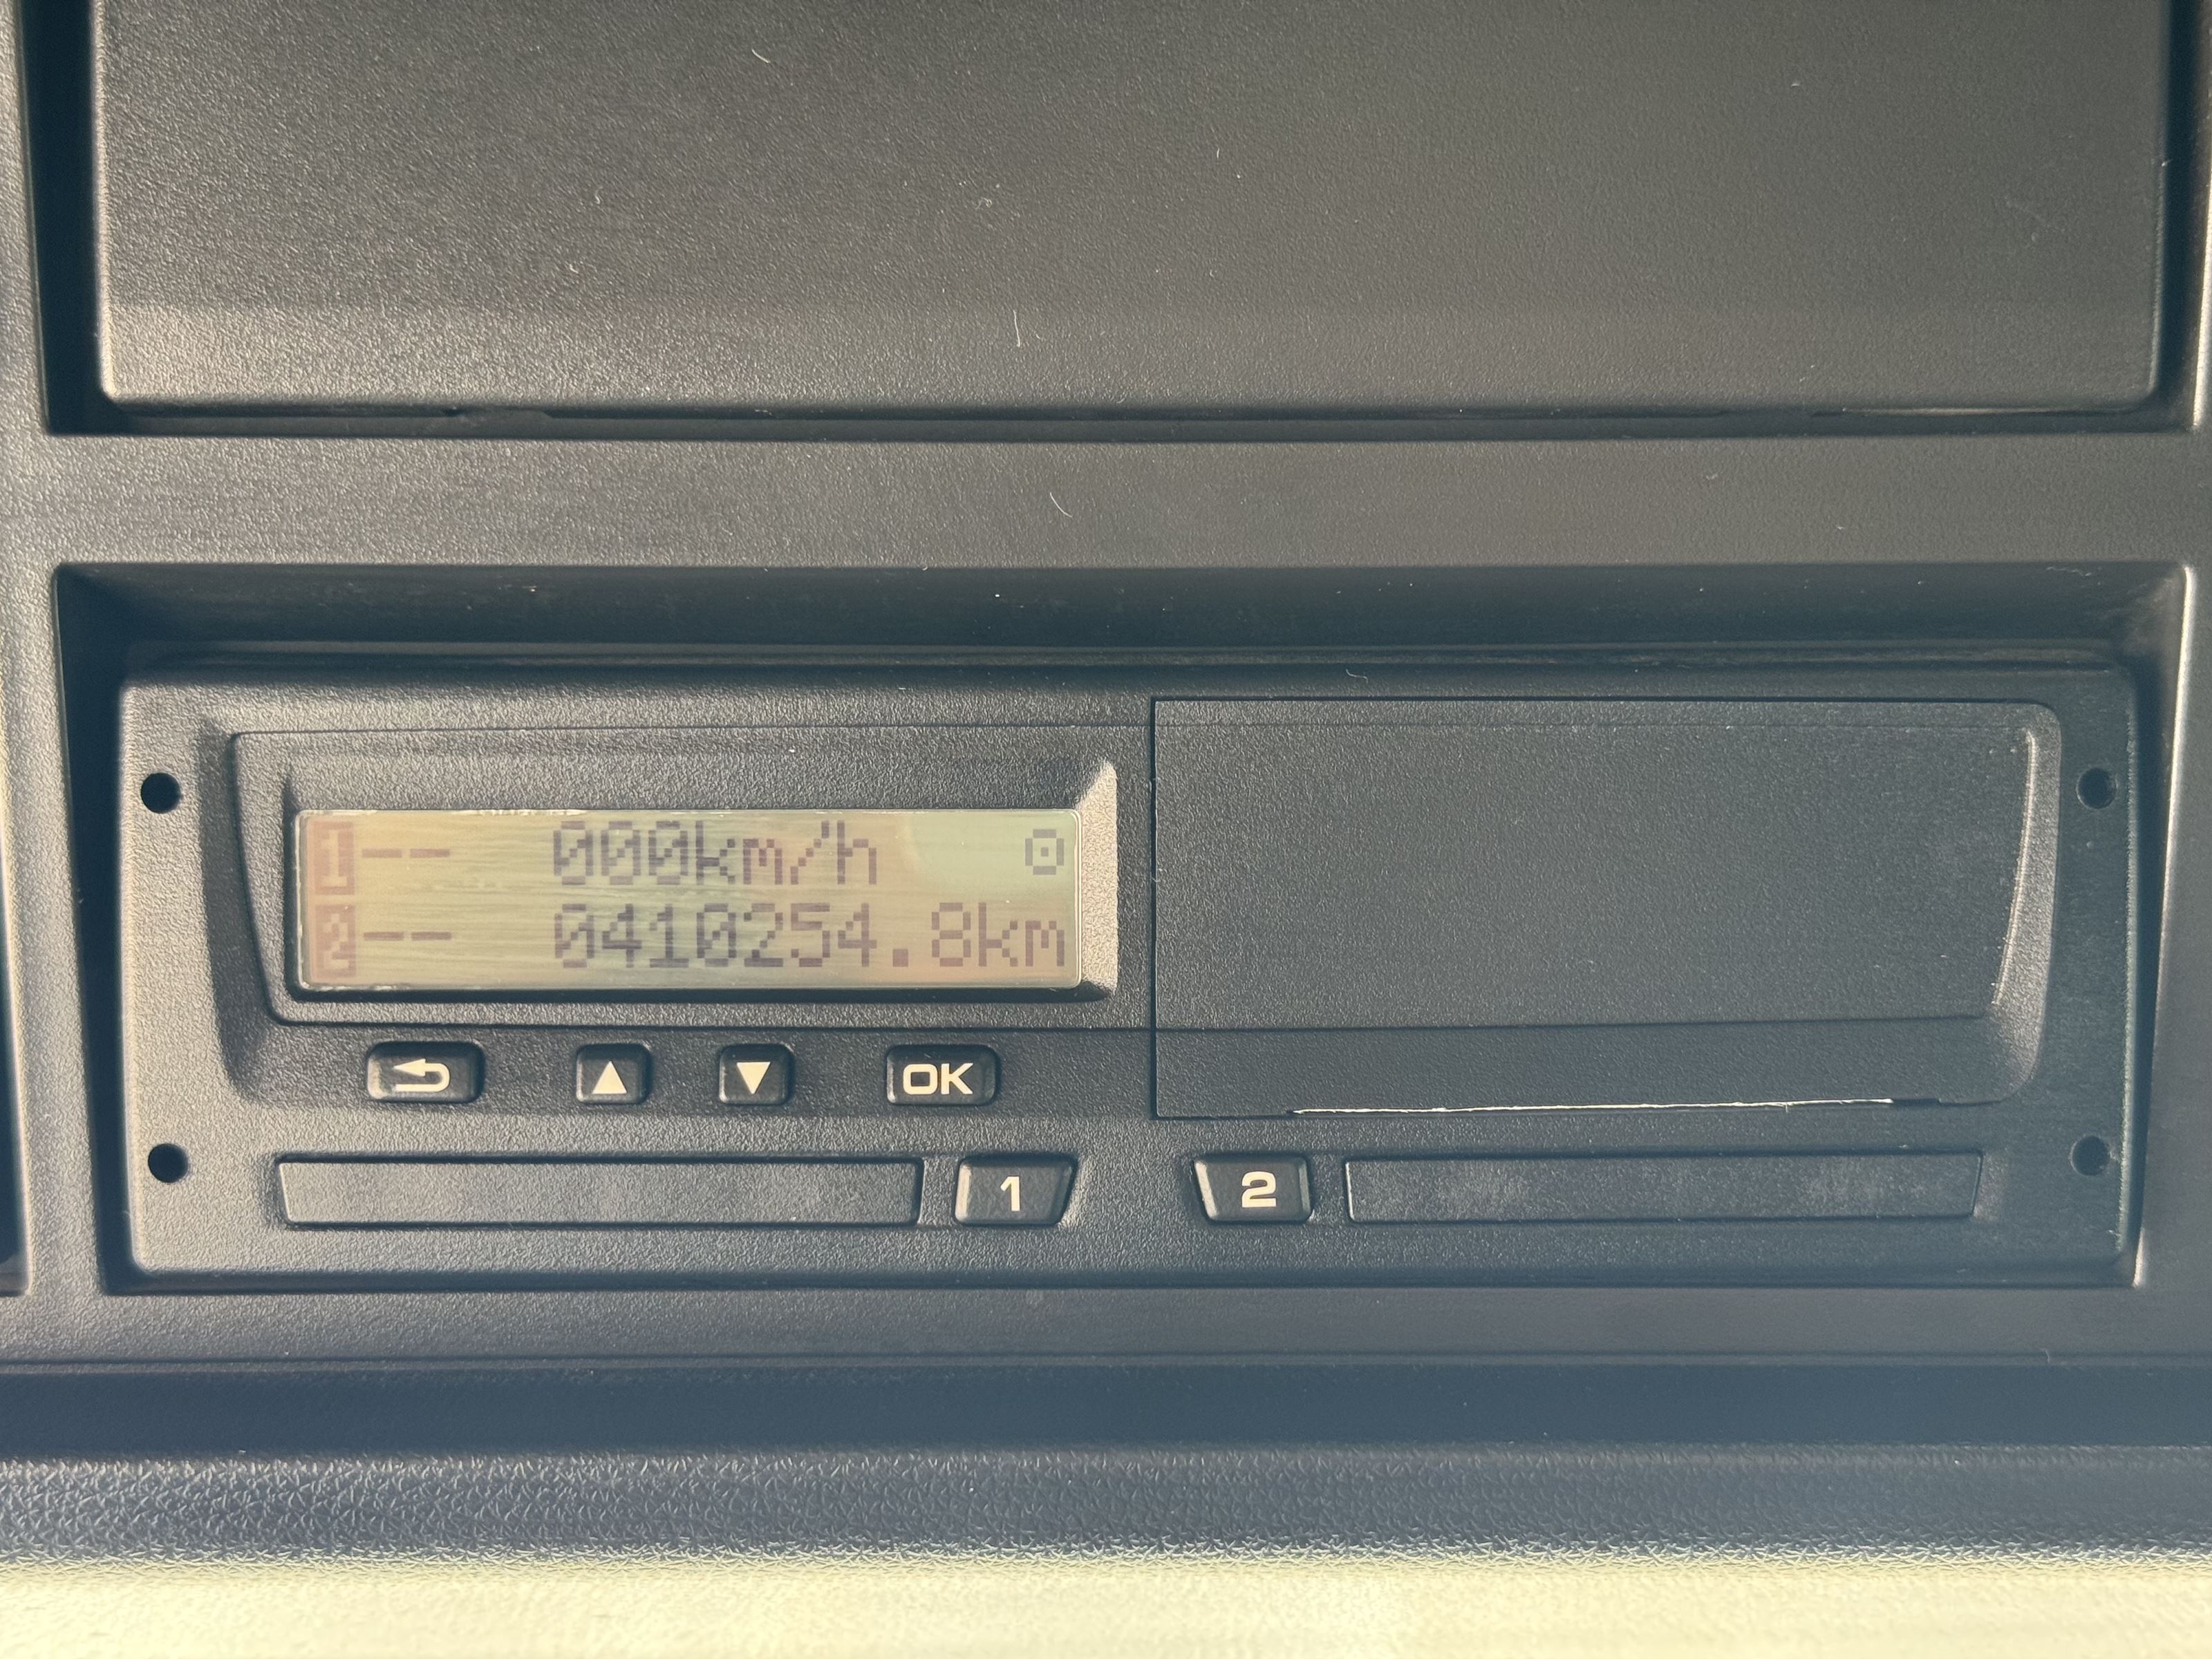 1-- 000km/h ⊙
2-- 0410254.8km
▲ ▼ OK
1 2